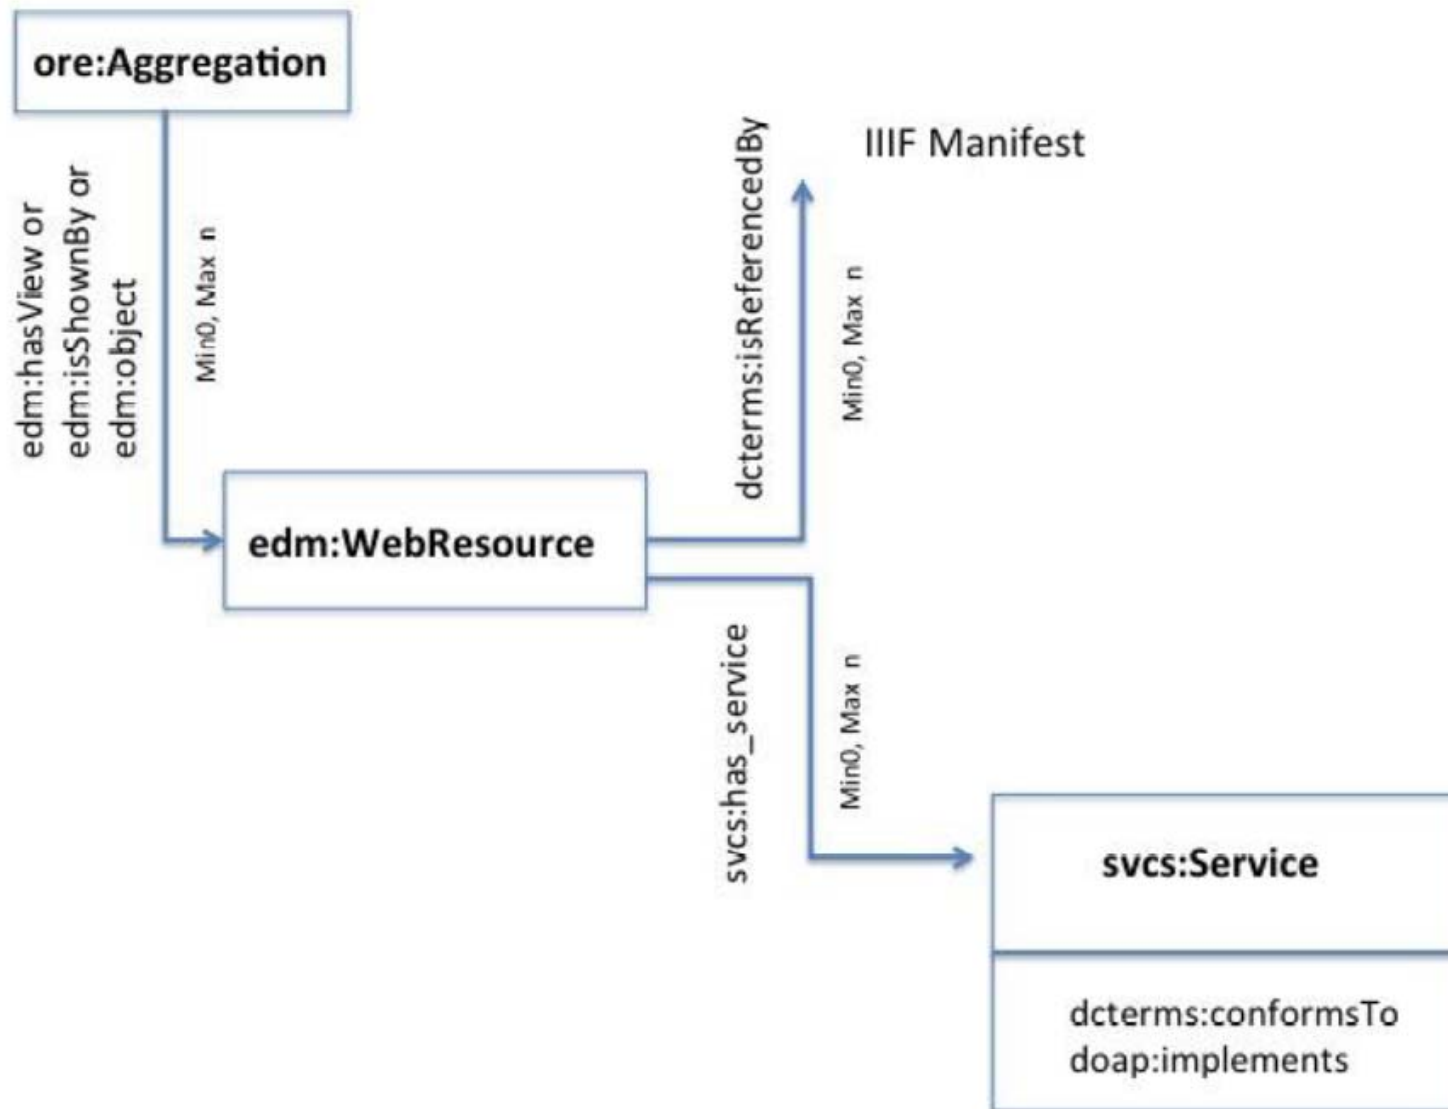 ore:Aggregation
edm:hasView or
edm:isShownBy or
edm:object
Min0, Max n
IIIF Manifest
dcterms:isReferencedBy
Min0, Max n
edm:WebResource
svcs:has_service
Min0, Max n
svcs:Service
dcterms:conformsTo
doap:implements